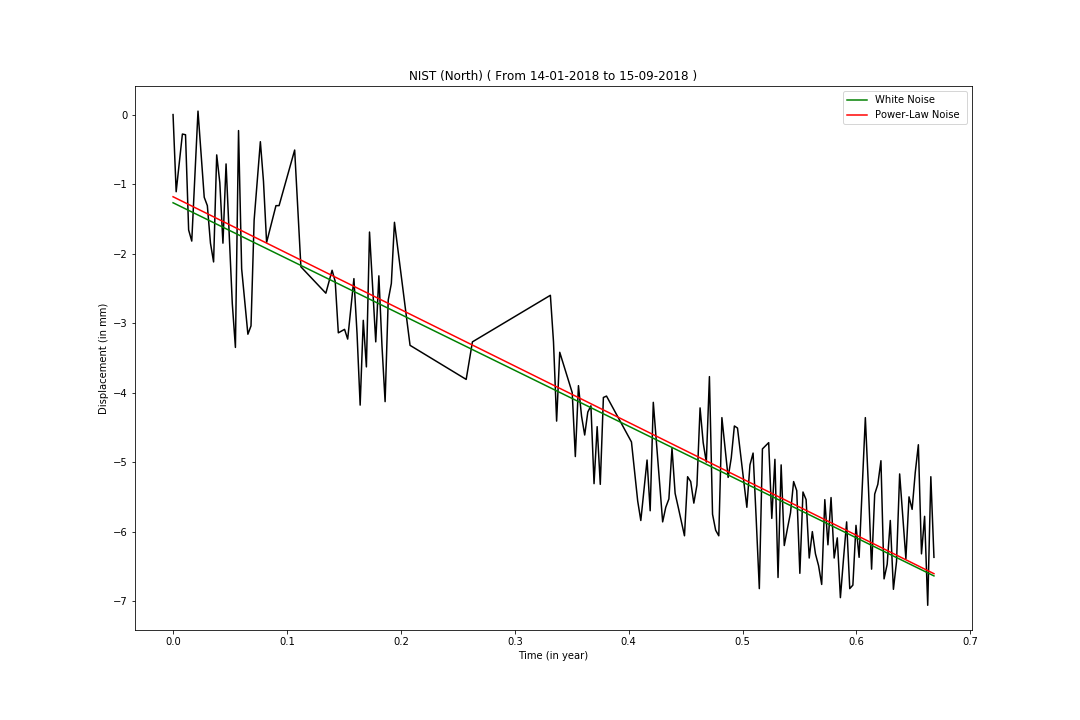 NIST (North) ( From 14-01-2018 to 15-09-2018 )
White Noise
Power-Law Noise
Displacement (in mm)
0
−1
−2
−3
−4
−5
−6
−7
0.0 0.1 0.2 0.3 0.4 0.5 0.6 0.7
Time (in year)